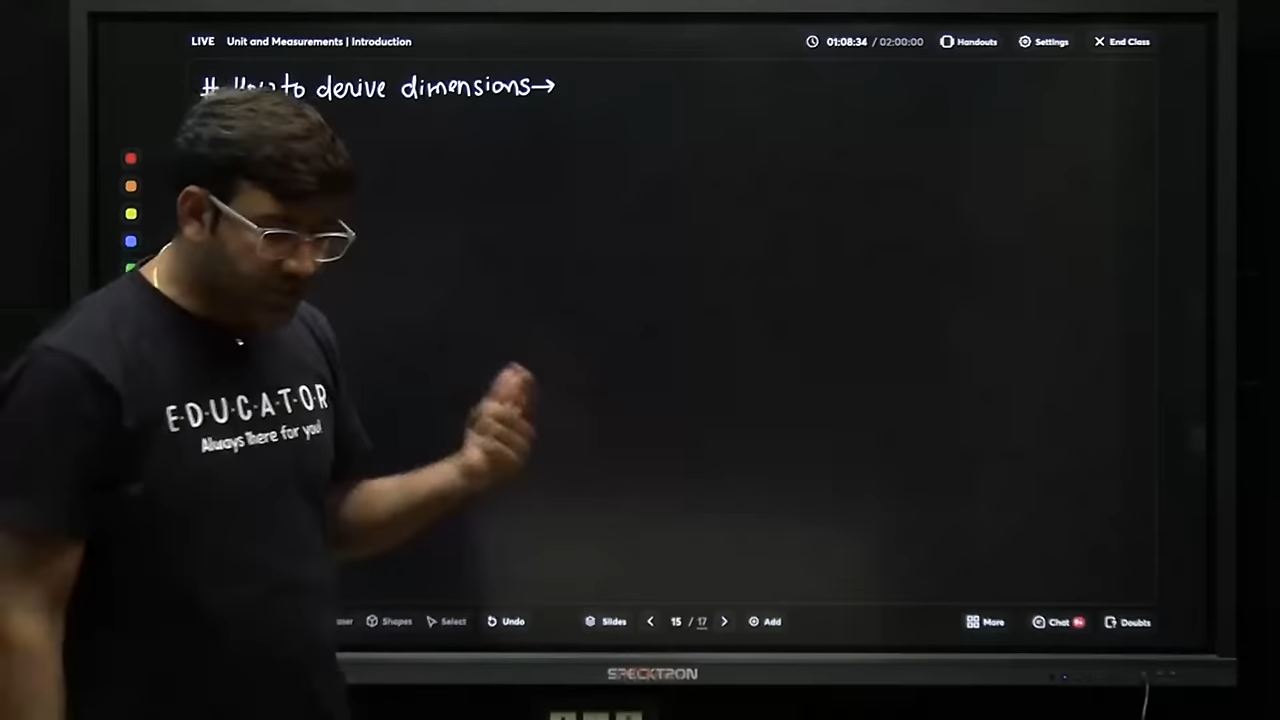 LIVE Unit and Measurements | Introduction 01:08:34 / 02:00:00 Handouts Settings End Class
# How to derive dimensions→
E·D·U·C·A·T·O·R
Always There for you!
Shapes Select Undo Slides 15 / 17 Add More Chat 9+ Doubts
SPECKTRON